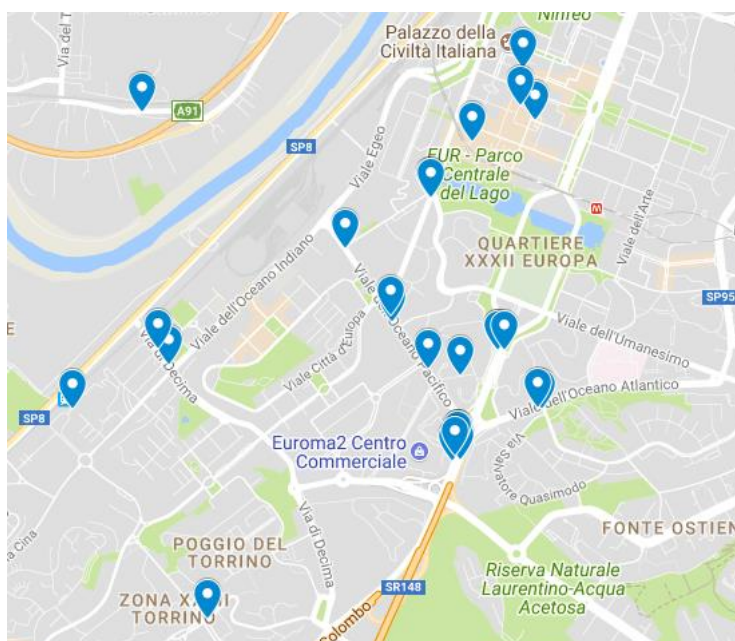 Ninfeo
Palazzo della
Civiltà Italiana
Via del T
A91
SP8
Viale Egeo
EUR - Parco
Centrale
del Lago
M
Viale dell'Arte
QUARTIERE
XXXII EUROPA
SP95
Viale dell'Oceano Indiano
Viale dell'Oceano Pacifico
Viale Città d'Europa
Viale dell'Umanesimo
Via di Decima
Viale dell'Oceano Atlantico
SP8
Euroma2 Centro
Commerciale
Via Salvatore Quasimodo
FONTE OSTIEN
Via di Decima
a Cina
POGGIO DEL
TORRINO
Riserva Naturale
Laurentino-Acqua
Acetosa
SR148
TORRINO
Colombo